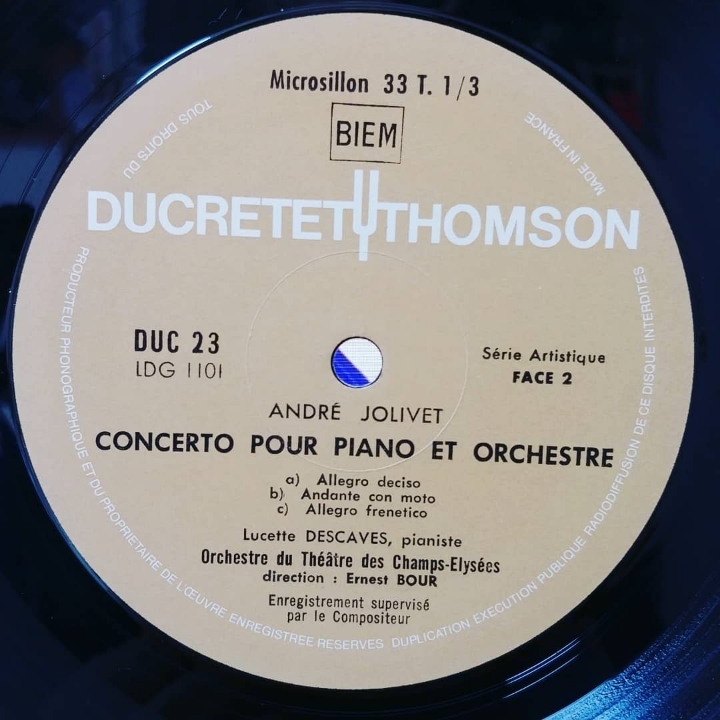 Microsillon 33 T. 1/3
BIEM
TOUS DROITS DU PRODUCTEUR PHONOGRAPHIQUE ET DU PROPRIETAIRE DE L'ŒUVRE ENREGISTREE RESERVES DUPLICATION EXECUTION PUBLIQUE RADIODIFFUSION DE CE DISQUE INTERDITES
MADE IN FRANCE
DUCRETET THOMSON
DUC 23
LDG 1101
Série Artistique
FACE 2
ANDRÉ JOLIVET
CONCERTO POUR PIANO ET ORCHESTRE
a) Allegro deciso
b) Andante con moto
c) Allegro frenetico
Lucette DESCAVES, pianiste
Orchestre du Théâtre des Champs-Elysées
direction : Ernest BOUR
Enregistrement supervisé
par le Compositeur